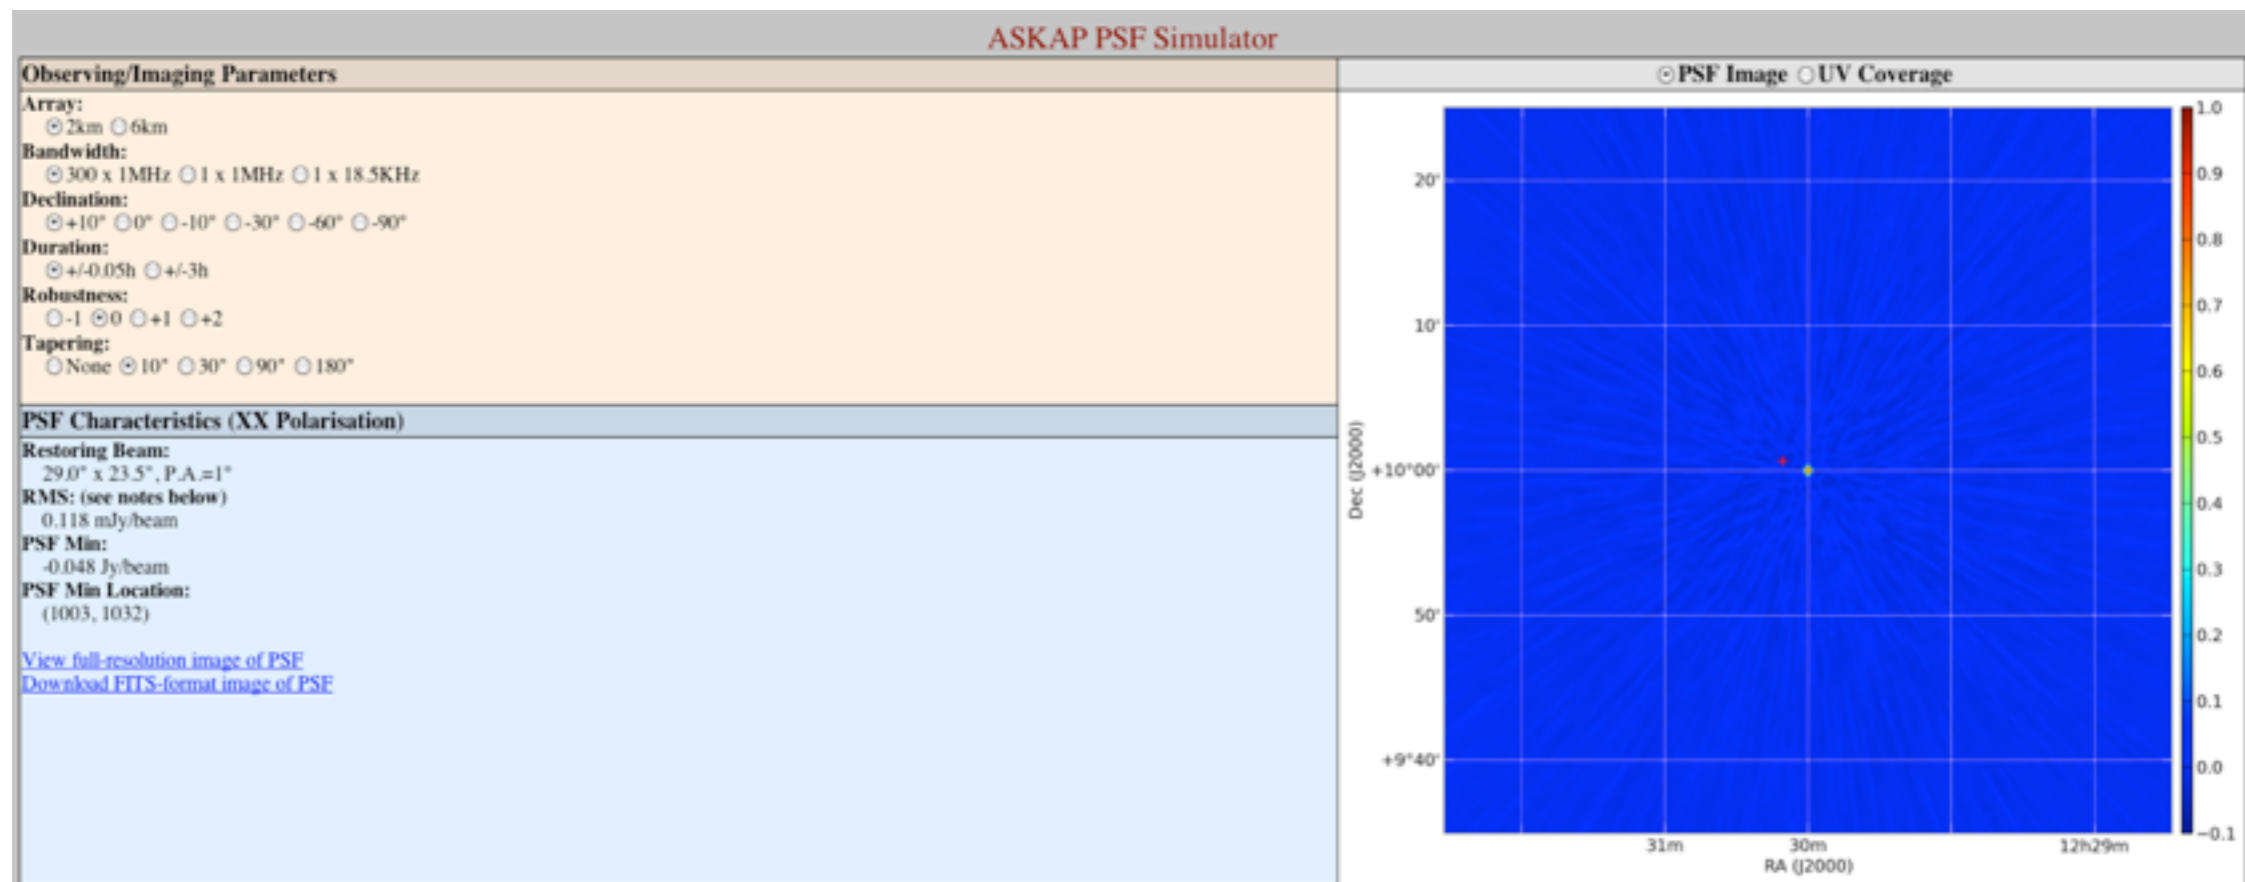 ASKAP PSF Simulator
Observing/Imaging Parameters
Array:
2km 6km
Bandwidth:
300 x 1MHz 1 x 1MHz 1 x 18.5KHz
Declination:
+10° 0° -10° -30° -60° -90°
Duration:
+/-0.05h +/-3h
Robustness:
-1 0 +1 +2
Tapering:
None 10" 30" 90" 180"
PSF Characteristics (XX Polarisation)
Restoring Beam:
29.0" x 23.5", P.A.=1°
RMS: (see notes below)
0.118 mJy/beam
PSF Min:
-0.048 Jy/beam
PSF Min Location:
(1003, 1032)
View full-resolution image of PSF
Download FITS-format image of PSF
PSF Image UV Coverage
20'
10'
+10°00'
50'
+9°40'
Dec (J2000)
31m 30m 12h29m
RA (J2000)
1.0
0.9
0.8
0.7
0.6
0.5
0.4
0.3
0.2
0.1
0.0
−0.1